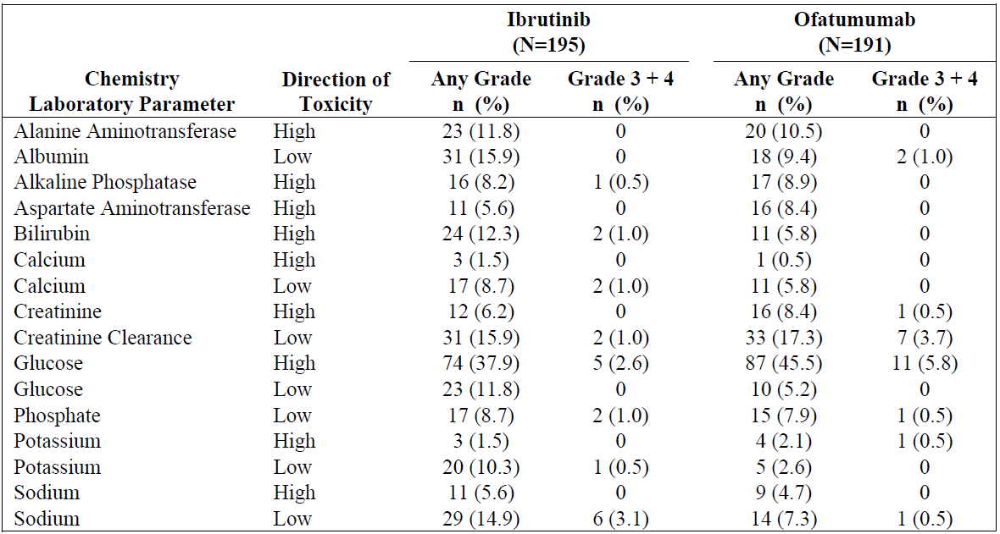 Ibrutinib Ofatumumab
(N=195) (N=191)
Chemistry Direction of Any Grade Grade 3 + 4 Any Grade Grade 3 + 4
Laboratory Parameter Toxicity n (%) n (%) n (%) n (%)
Alanine Aminotransferase High 23 (11.8) 0 20 (10.5) 0
Albumin Low 31 (15.9) 0 18 (9.4) 2 (1.0)
Alkaline Phosphatase High 16 (8.2) 1 (0.5) 17 (8.9) 0
Aspartate Aminotransferase High 11 (5.6) 0 16 (8.4) 0
Bilirubin High 24 (12.3) 2 (1.0) 11 (5.8) 0
Calcium High 3 (1.5) 0 1 (0.5) 0
Calcium Low 17 (8.7) 2 (1.0) 11 (5.8) 0
Creatinine High 12 (6.2) 0 16 (8.4) 1 (0.5)
Creatinine Clearance Low 31 (15.9) 2 (1.0) 33 (17.3) 7 (3.7)
Glucose High 74 (37.9) 5 (2.6) 87 (45.5) 11 (5.8)
Glucose Low 23 (11.8) 0 10 (5.2) 0
Phosphate Low 17 (8.7) 2 (1.0) 15 (7.9) 1 (0.5)
Potassium High 3 (1.5) 0 4 (2.1) 1 (0.5)
Potassium Low 20 (10.3) 1 (0.5) 5 (2.6) 0
Sodium High 11 (5.6) 0 9 (4.7) 0
Sodium Low 29 (14.9) 6 (3.1) 14 (7.3) 1 (0.5)